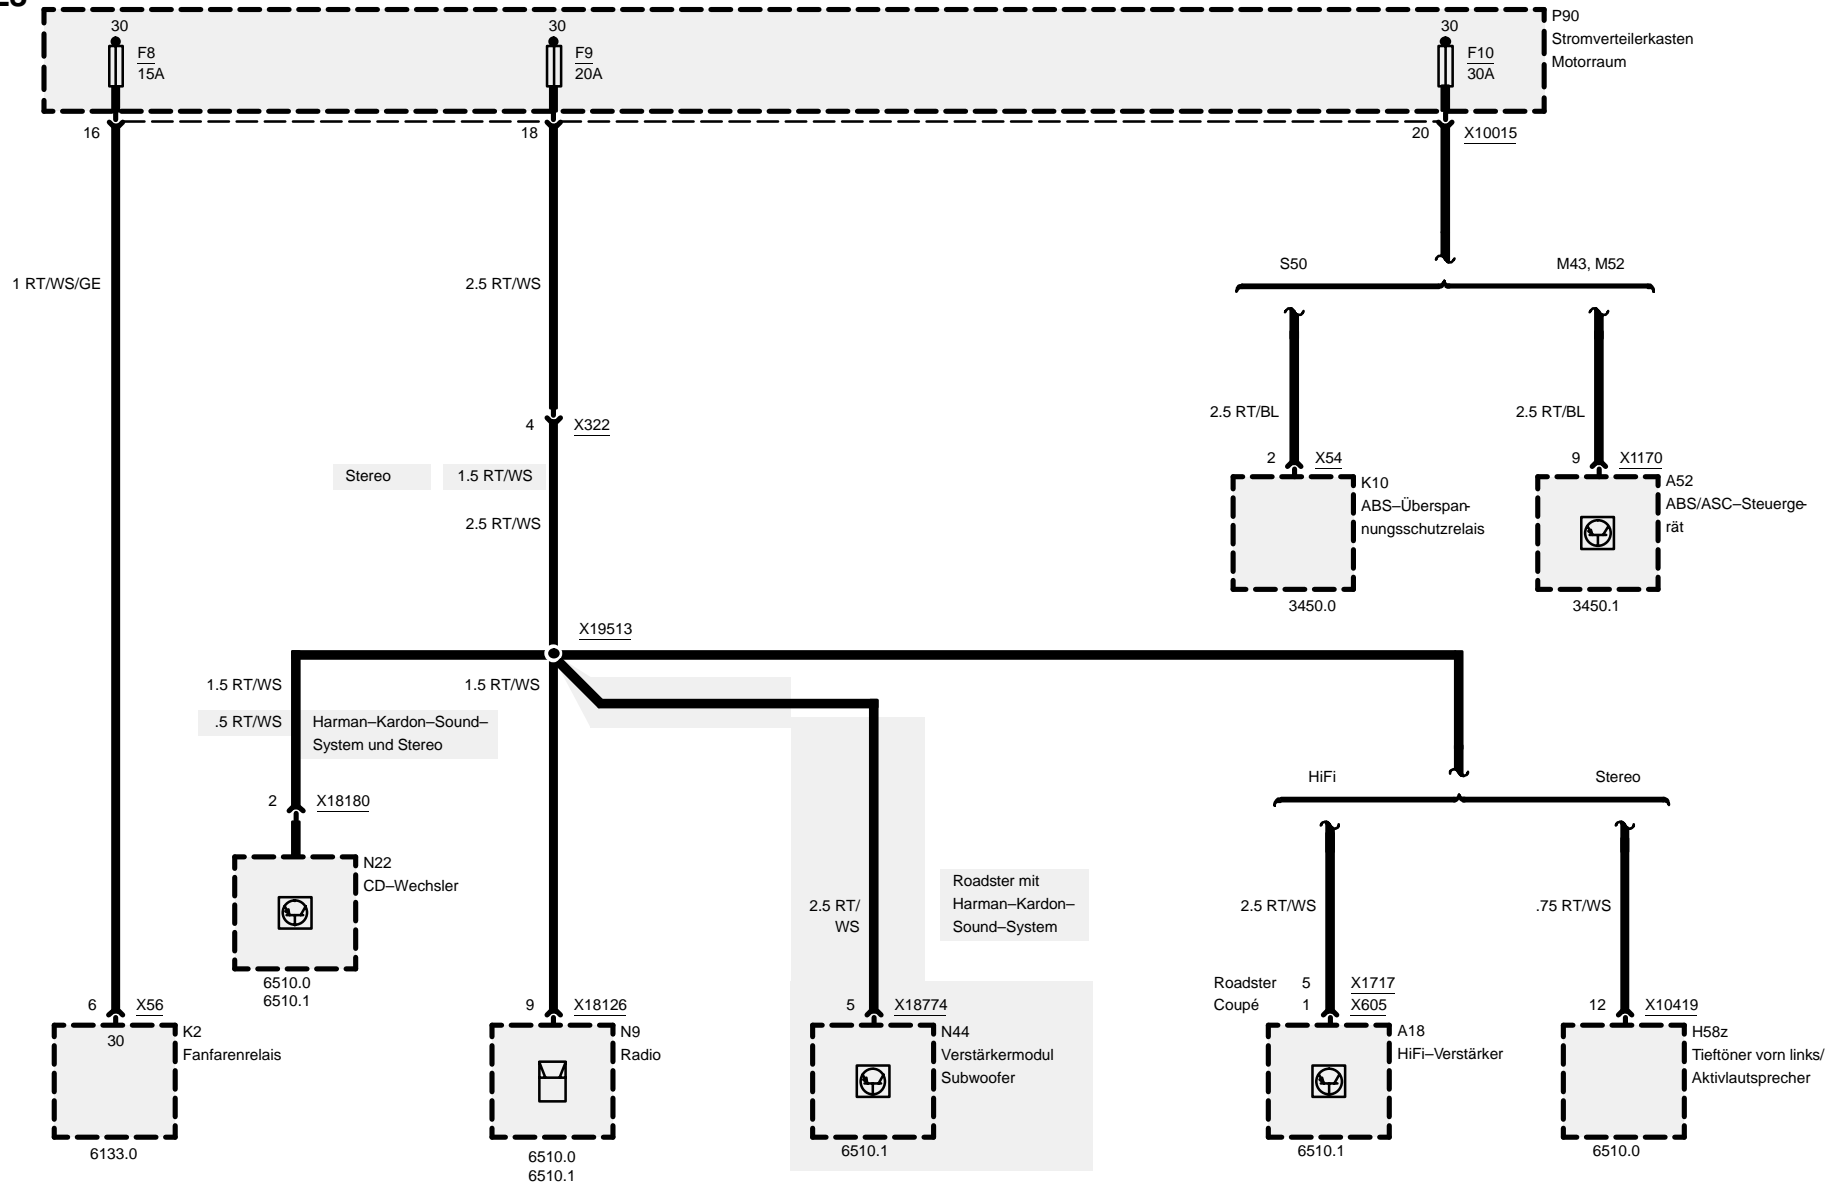 30
F8
15A
30
F9
20A
30
F10
30A
P90
Stromverteilerkasten
Motorraum
16
18
20 X10015
1 RT/WS/GE
2.5 RT/WS
S50
M43, M52
2.5 RT/BL
2.5 RT/BL
4 X322
Stereo 1.5 RT/WS
2.5 RT/WS
2 X54
K10
ABS–Überspan-
nungsschutzrelais
3450.0
9 X1170
A52
ABS/ASC–Steuerge-
rät
3450.1
X19513
1.5 RT/WS
.5 RT/WS
Harman–Kardon–Sound–
System und Stereo
1.5 RT/WS
2 X18180
N22
CD–Wechsler
6510.0
6510.1
HiFi
Stereo
2.5 RT/
WS
Roadster mit
Harman–Kardon–
Sound–System
2.5 RT/WS
.75 RT/WS
6 X56
30
K2
Fanfarenrelais
6133.0
9 X18126
N9
Radio
6510.0
6510.1
5 X18774
N44
Verstärkermodul
Subwoofer
6510.1
Roadster 5 X1717
Coupé 1 X605
A18
HiFi–Verstärker
6510.1
12 X10419
H58z
Tieftöner vorn links/
Aktivlautsprecher
6510.0